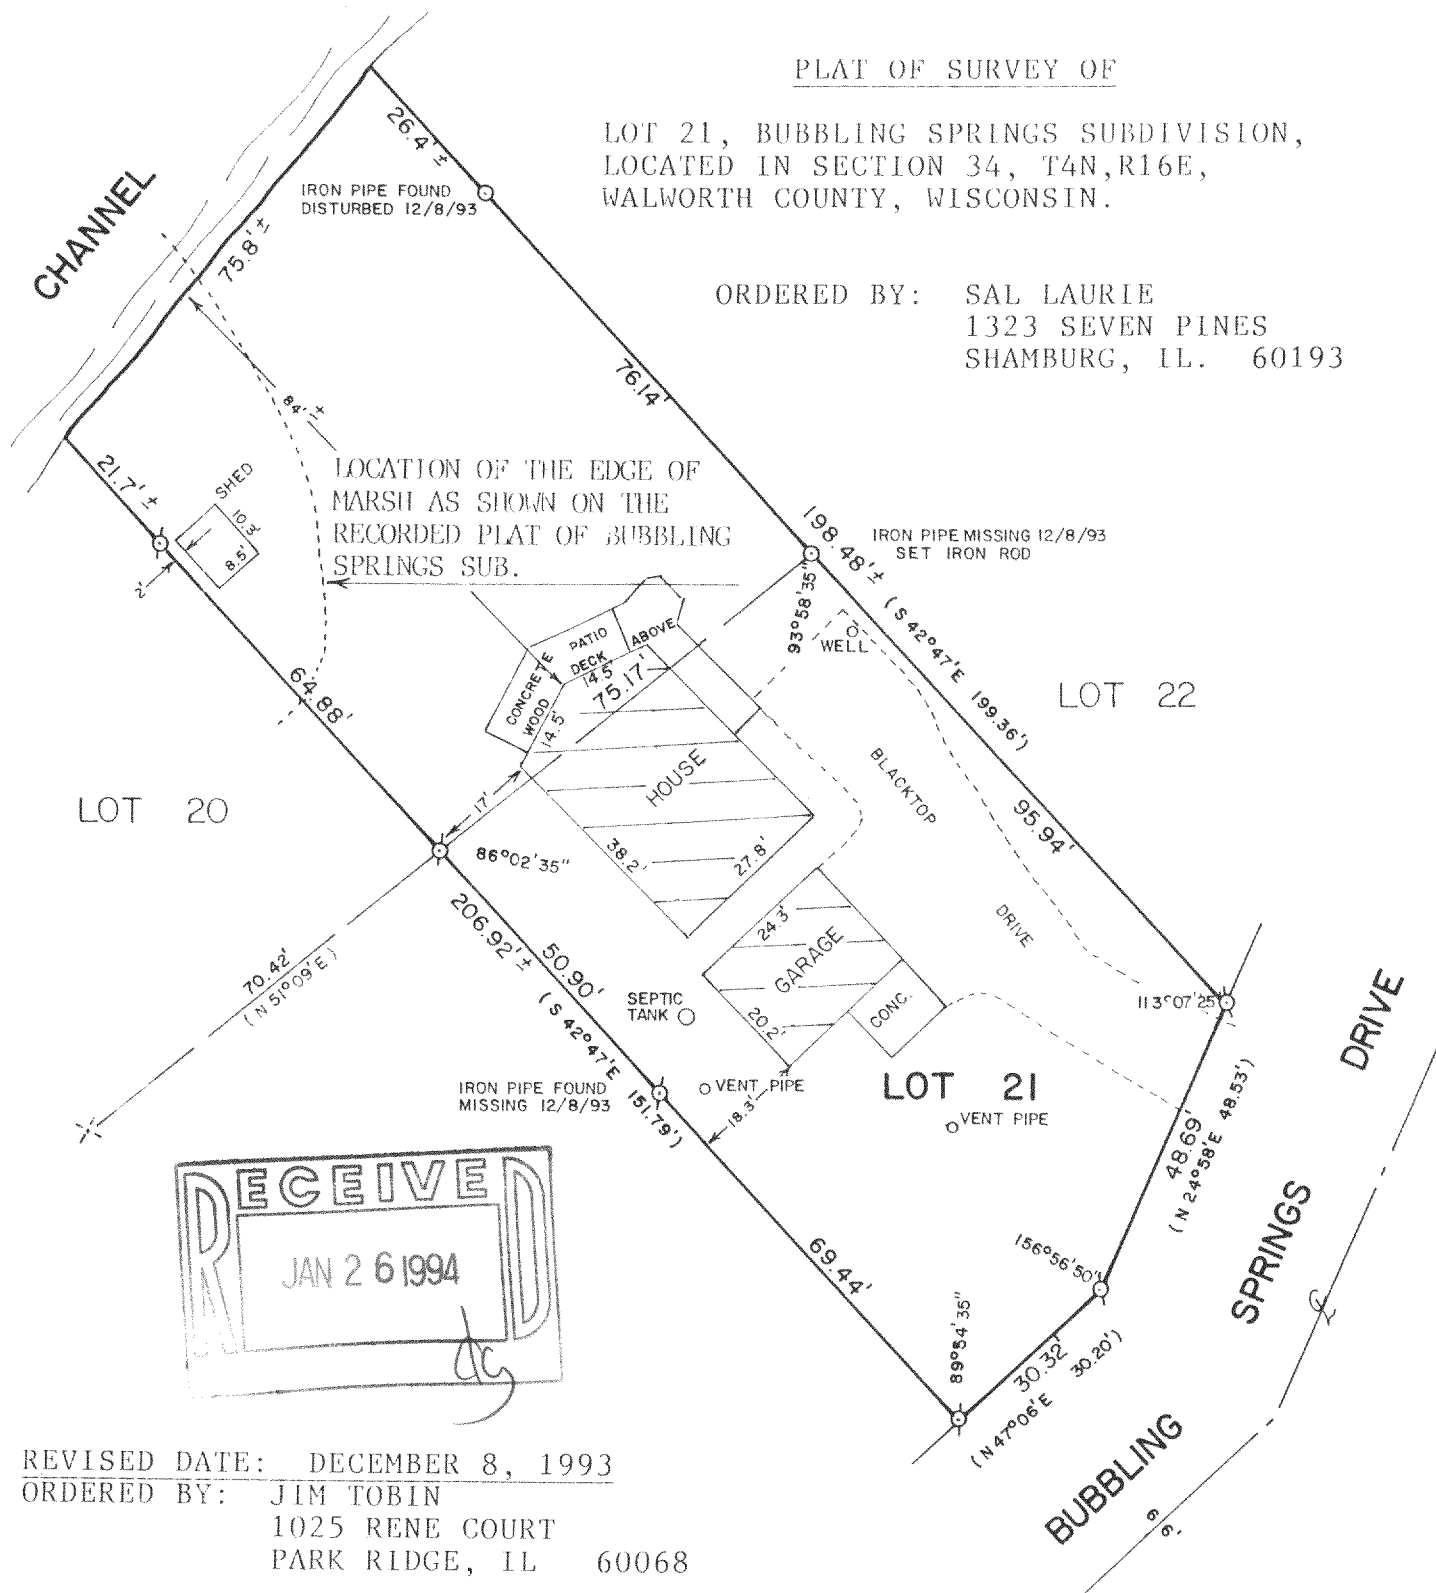 PLAT OF SURVEY OF
LOT 21, BUBBLING SPRINGS SUBDIVISION,
LOCATED IN SECTION 34, T4N,R16E,
WALWORTH COUNTY, WISCONSIN.
ORDERED BY: SAL LAURIE
1323 SEVEN PINES
SHAMBURG, IL. 60193
CHANNEL
26.4'±
IRON PIPE FOUND
DISTURBED 12/8/93
75.8'±
76.14'
84'±
21.7'±
SHED
10.3'
8.5'
2'
LOCATION OF THE EDGE OF
MARSH AS SHOWN ON THE
RECORDED PLAT OF BUBBLING
SPRINGS SUB.
198.48'± (S 42°47'E 199.36')
IRON PIPE MISSING 12/8/93
SET IRON ROD
93°58'35"
WELL
CONCRETE PATIO
WOOD DECK ABOVE
14.5'
14.5'
75.17'
64.88'
LOT 22
LOT 20
HOUSE
38.2'
27.8'
17'
BLACKTOP
DRIVE
95.94'
86°02'35"
206.92'± (S 42°47'E 151.79')
50.90'
70.42'
(N 51°09'E)
24.3'
GARAGE
20.2'
CONC.
SEPTIC
TANK
113°07'25"
IRON PIPE FOUND
MISSING 12/8/93
VENT PIPE
18.3'
LOT 21
VENT PIPE
48.69'
(N 24°58'E 48.53')
69.44'
156°56'50"
89°54'35"
30.32'
(N 47°06'E 30.20')
BUBBLING SPRINGS DRIVE
℄
66'
RECEIVED
JAN 26 1994
REVISED DATE: DECEMBER 8, 1993
ORDERED BY: JIM TOBIN
1025 RENE COURT
PARK RIDGE, IL 60068